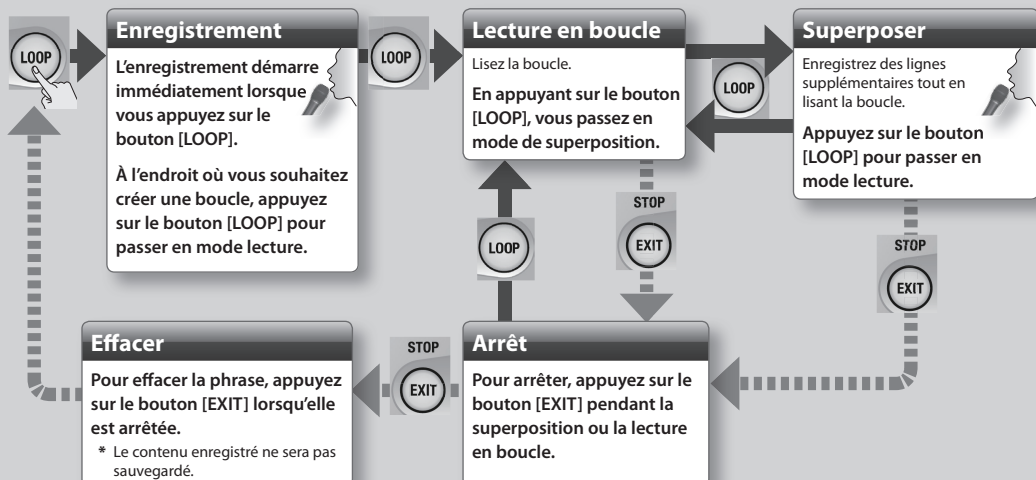 LOOP
Enregistrement
L'enregistrement démarre
immédiatement lorsque
vous appuyez sur le
bouton [LOOP].
À l'endroit où vous souhaitez
créer une boucle, appuyez
sur le bouton [LOOP] pour
passer en mode lecture.
LOOP
Lecture en boucle
Lisez la boucle.
En appuyant sur le bouton
[LOOP], vous passez en
mode de superposition.
LOOP
Superposer
Enregistrez des lignes
supplémentaires tout en
lisant la boucle.
Appuyez sur le bouton
[LOOP] pour passer en
mode lecture.
LOOP
STOP
EXIT
STOP
EXIT
Effacer
Pour effacer la phrase, appuyez
sur le bouton [EXIT] lorsqu'elle
est arrêtée.
* Le contenu enregistré ne sera pas
sauvegardé.
STOP
EXIT
Arrêt
Pour arrêter, appuyez sur le
bouton [EXIT] pendant la
superposition ou la lecture
en boucle.